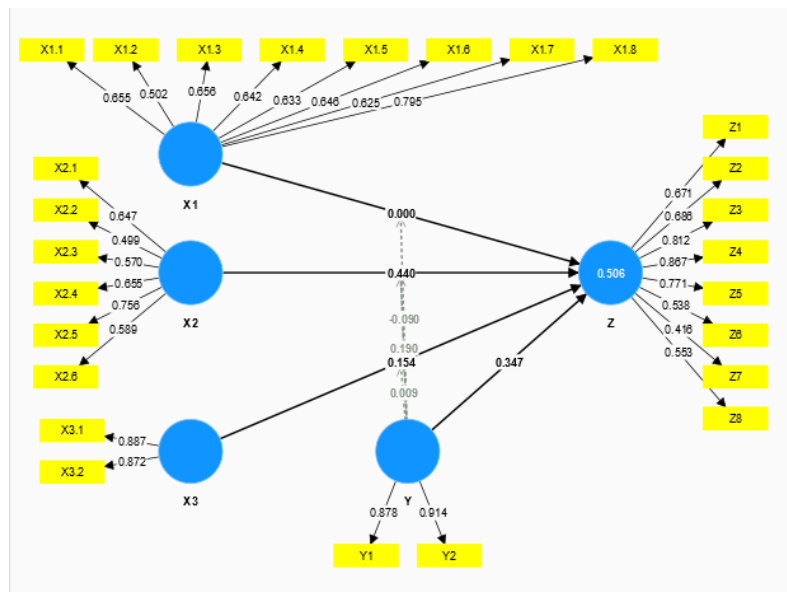 X1.1 X1.2 X1.3 X1.4 X1.5 X1.6 X1.7 X1.8
0.655 0.502 0.656 0.642 0.633 0.646 0.625 0.795
X1
X2.1
X2.2
X2.3
X2.4
X2.5
X2.6
0.647
0.499
0.570
0.655
0.756
0.589
X2
X3.1
X3.2
0.887
0.872
X3
0.000
0.440
-0.090
0.190
0.154
0.009
0.347
Y
0.878 0.914
Y1 Y2
0.506
Z
0.671
0.686
0.812
0.867
0.771
0.538
0.416
0.553
Z1
Z2
Z3
Z4
Z5
Z6
Z7
Z8